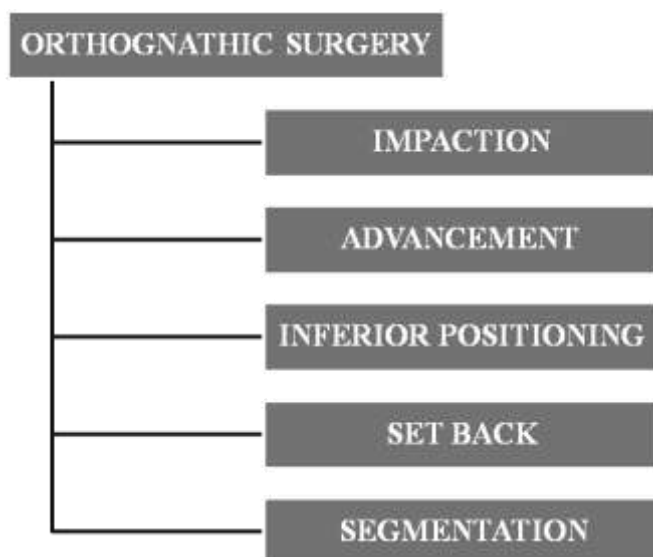 ORTHOGNATHIC SURGERY
IMPACTION
ADVANCEMENT
INFERIOR POSITIONING
SET BACK
SEGMENTATION